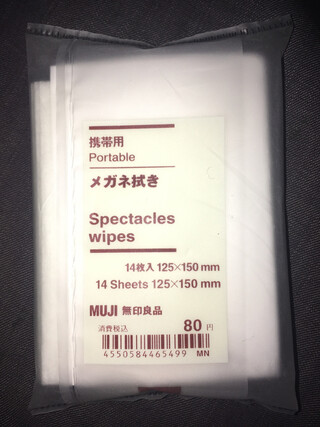 携帯用
Portable
メガネ拭き
Spectacles
wipes
14枚入 125×150 mm
14 Sheets 125×150 mm
MUJI 無印良品
消費税込 80 円
4550584465499 MN